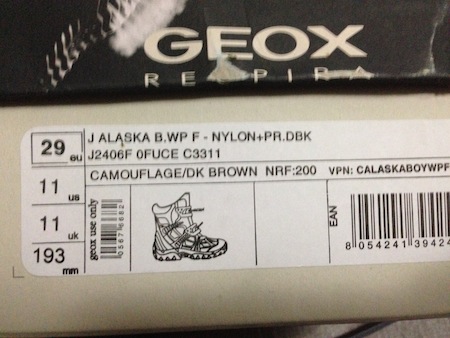 GEOX
RESPIRA
29 eu
J ALASKA B.WP F - NYLON+PR.DBK
J2406F 0FUCE C3311
11 us
CAMOUFLAGE/DK BROWN NRF:200 VPN: CALASKABOYWPF
11 uk
193 mm
geox use only
EAN
8 054241 39424